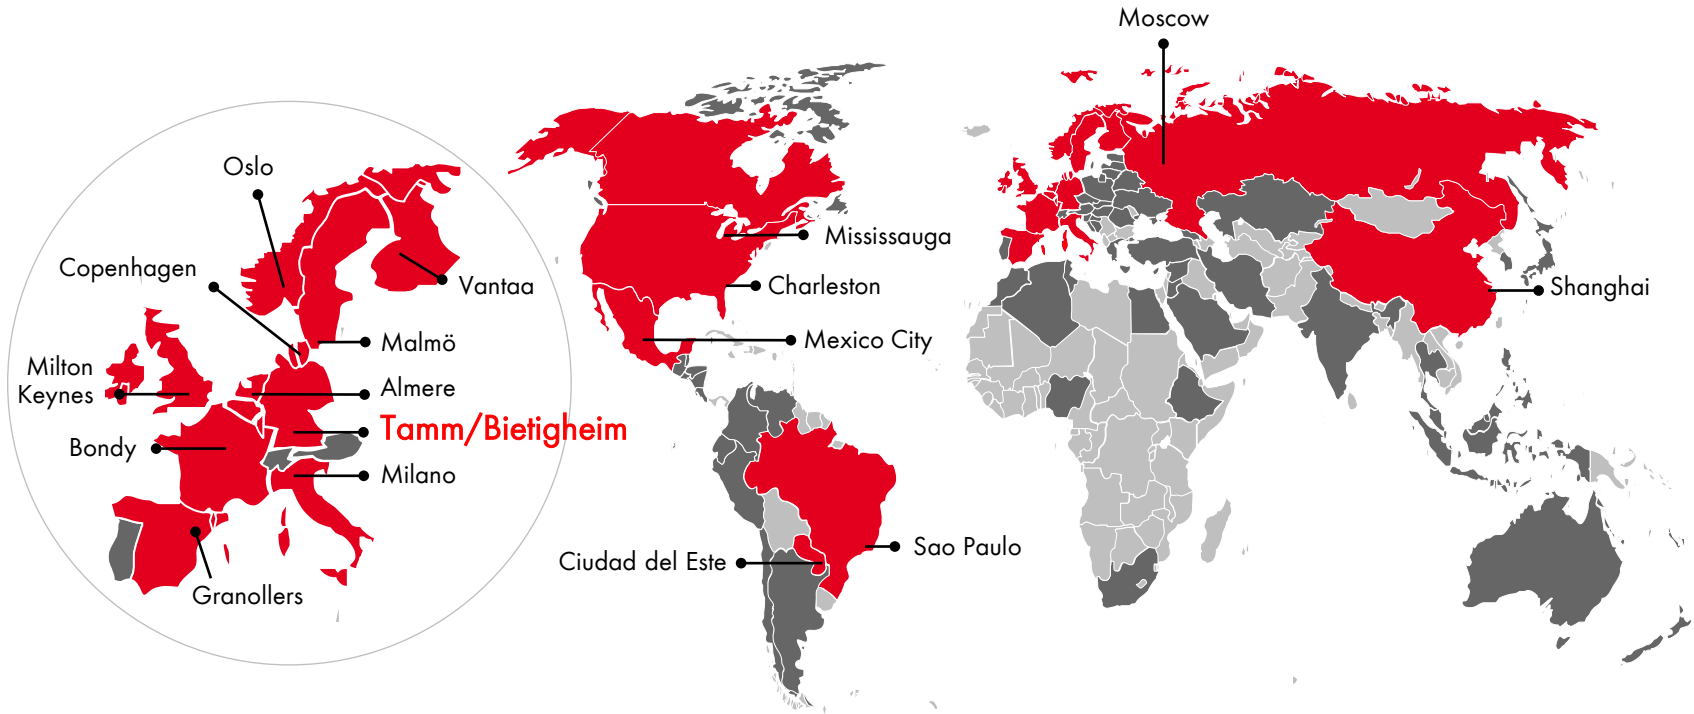 Moscow
Oslo
Copenhagen
Vantaa
Mississauga
Charleston
Shanghai
Malmö
Mexico City
Milton
Keynes
Almere
Tamm/Bietigheim
Bondy
Milano
Ciudad del Este
Sao Paulo
Granollers